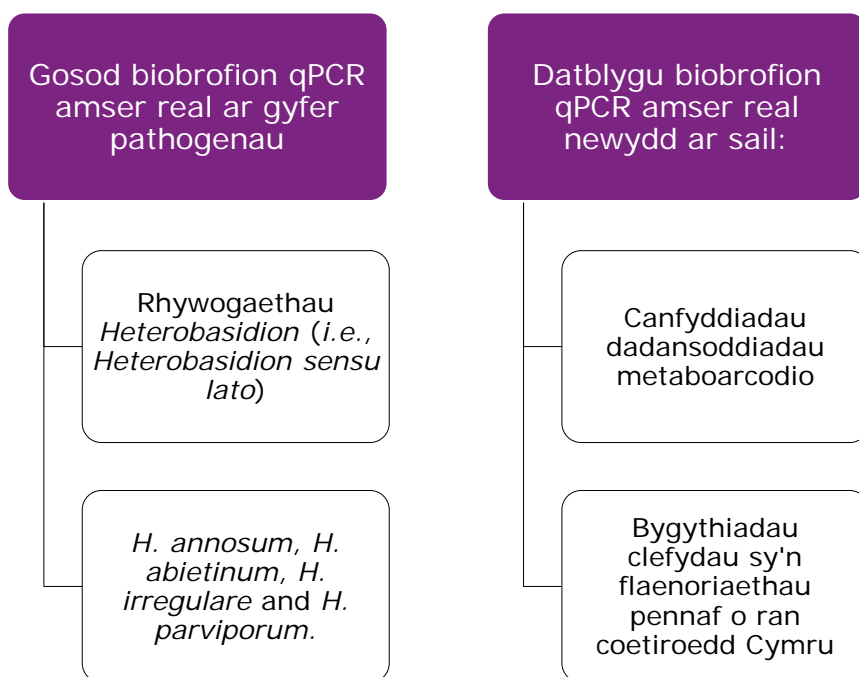 Gosod biobrofion qPCR
amser real ar gyfer
pathogenau
Rhywogaethau
Heterobasidion (i.e.,
Heterobasidion sensu
lato)
H. annosum, H.
abietinum, H.
irregulare and H.
parviporum.
Datblygu biobrofion
qPCR amser real
newydd ar sail:
Canfyddiadau
dadansoddiadau
metaboarcodio
Bygythiadau
clefydau sy'n
flaenoriaethau
pennaf o ran
coetiroedd Cymru